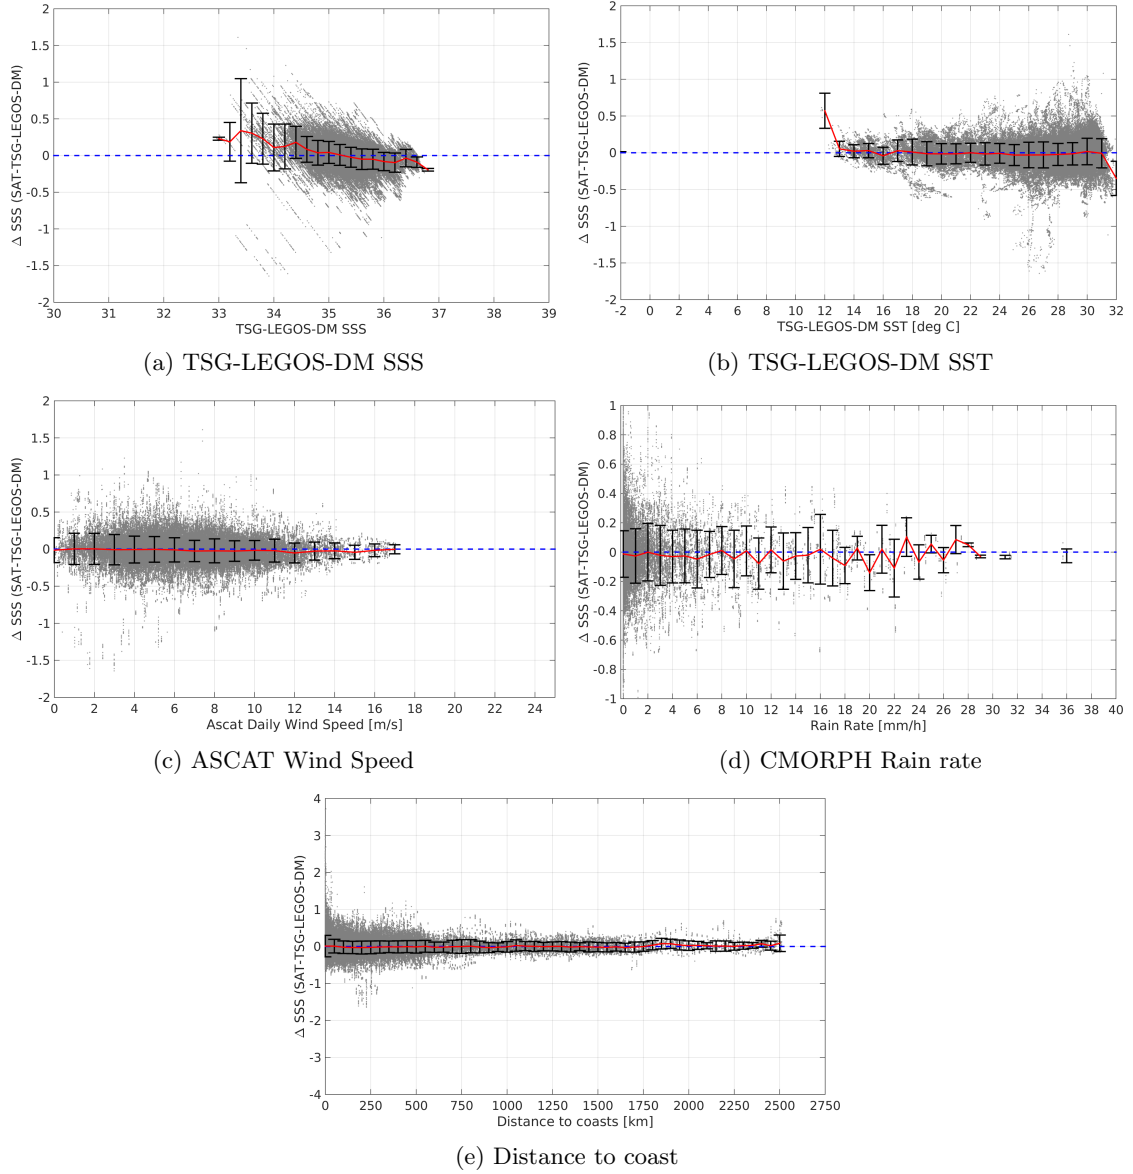 2
1.5
1
0.5
0
-0.5
-1
-1.5
-2
Δ SSS (SAT-TSG-LEGOS-DM)
30 31 32 33 34 35 36 37 38 39
TSG-LEGOS-DM SSS
(a) TSG-LEGOS-DM SSS
2
1.5
1
0.5
0
-0.5
-1
-1.5
-2
Δ SSS (SAT-TSG-LEGOS-DM)
-2 0 2 4 6 8 10 12 14 16 18 20 22 24 26 28 30 32
TSG-LEGOS-DM SST [deg C]
(b) TSG-LEGOS-DM SST
2
1.5
1
0.5
0
-0.5
-1
-1.5
-2
Δ SSS (SAT-TSG-LEGOS-DM)
0 2 4 6 8 10 12 14 16 18 20 22 24
Ascat Daily Wind Speed [m/s]
(c) ASCAT Wind Speed
1
0.8
0.6
0.4
0.2
0
-0.2
-0.4
-0.6
-0.8
-1
Δ SSS (SAT-TSG-LEGOS-DM)
0 2 4 6 8 10 12 14 16 18 20 22 24 26 28 30 32 34 36 38 40
Rain Rate [mm/h]
(d) CMORPH Rain rate
4
3
2
1
0
-1
-2
-3
-4
Δ SSS (SAT-TSG-LEGOS-DM)
0 250 500 750 1000 1250 1500 1750 2000 2250 2500 2750
Distance to coasts [km]
(e) Distance to coast